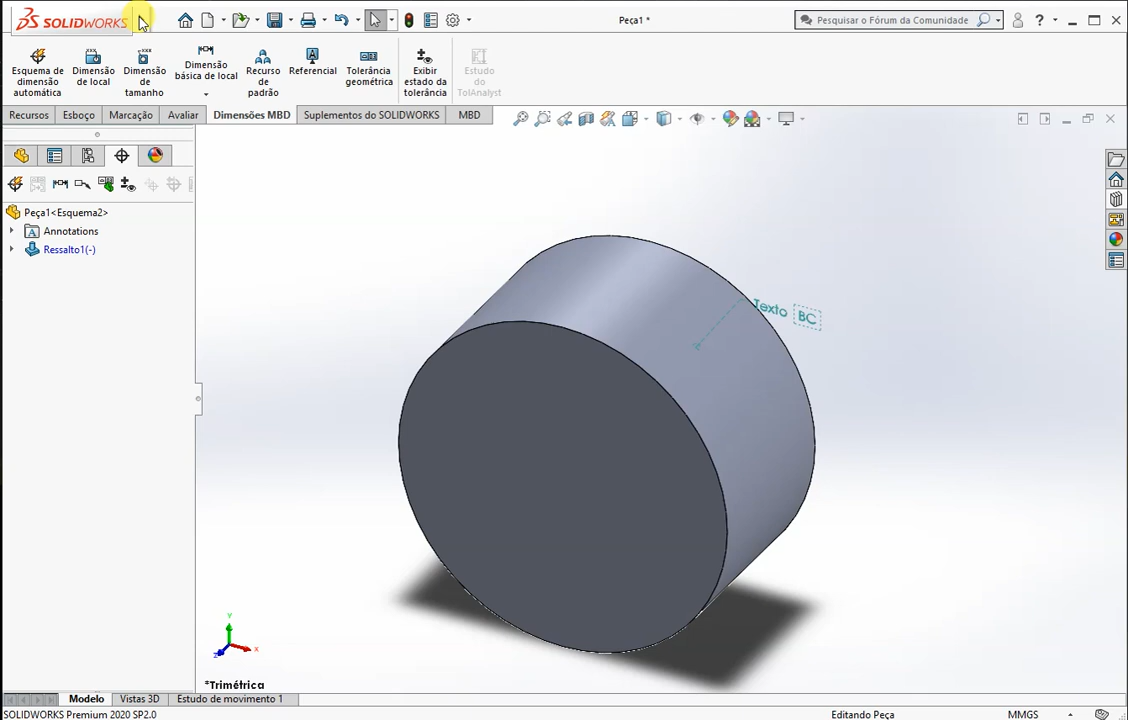 SOLIDWORKS
Peça1 *
Pesquisar o Fórum da Comunidade
?
Esquema de
dimensão
automática
Dimensão
de local
Dimensão
de
tamanho
Dimensão
básica de local
Recurso
de
padrão
Referencial
Tolerância
geométrica
Exibir
estado da
tolerância
Estudo
do
TolAnalyst
Recursos
Esboço
Marcação
Avaliar
Dimensões MBD
Suplementos do SOLIDWORKS
MBD
Peça1<Esquema2>
A Annotations
Ressalto1(-)
Texto BC
Y
X
Z
*Trimétrica
Modelo
Vistas 3D
Estudo de movimento 1
SOLIDWORKS Premium 2020 SP2.0
Editando Peça
MMGS